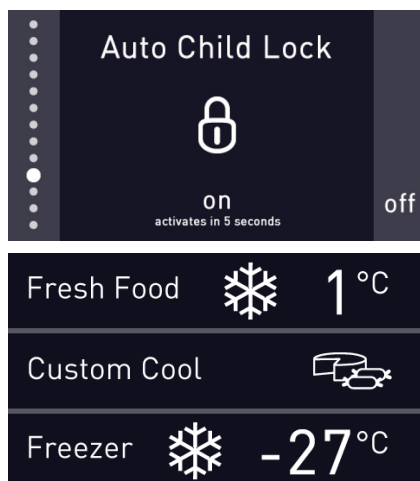 Auto Child Lock
on
off
activates in 5 seconds
Fresh Food 1 °C
Custom Cool
Freezer -27 °C